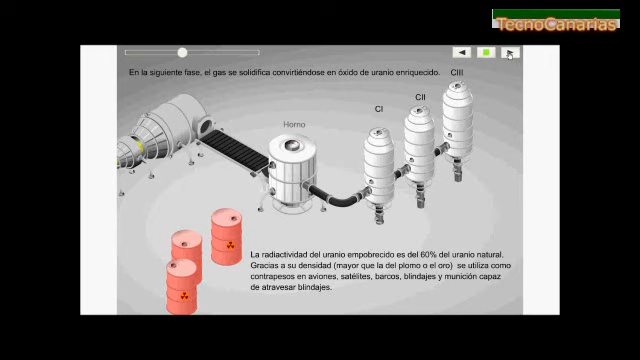 TecnoCanarias
En la siguiente fase, el gas se solidifica convirtiéndose en óxido de uranio enriquecido.
CIII
CII
CI
Horno
La radiactividad del uranio empobrecido es del 60% del uranio natural.
Gracias a su densidad (mayor que la del plomo o el oro) se utiliza como
contrapesos en aviones, satélites, barcos, blindajes y munición capaz
de atravesar blindajes.